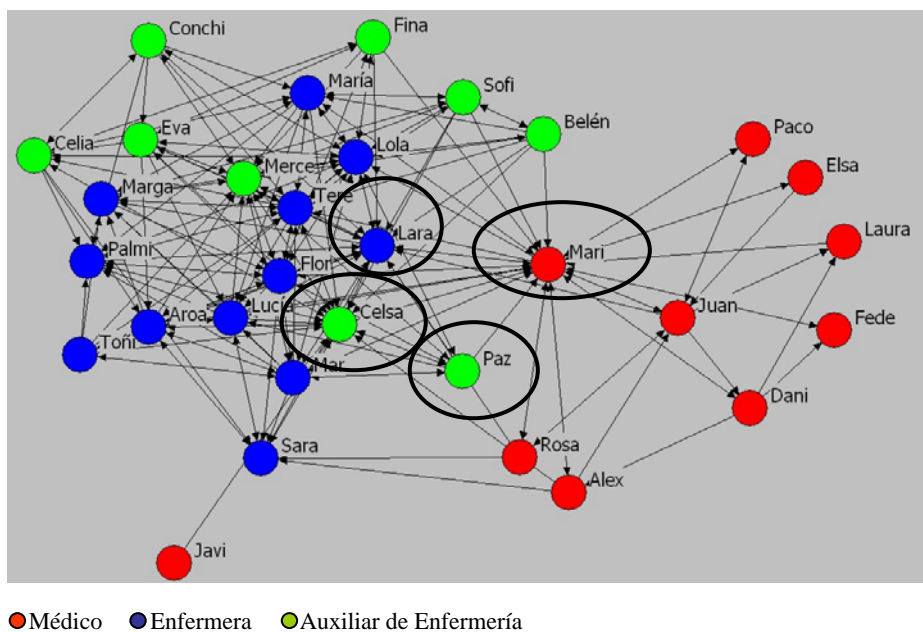 Conchi
Fina
María
Sofi
Belén
Eva
Lola
Paco
Celia
Merce
Elsa
Marga
Tere
Lara
Laura
Palmi
Flor
Mari
Aroa
Lucía
Celsa
Juan
Fede
Toñi
Mar
Paz
Dani
Sara
Rosa
Alex
Javi
Médico Enfermera Auxiliar de Enfermería